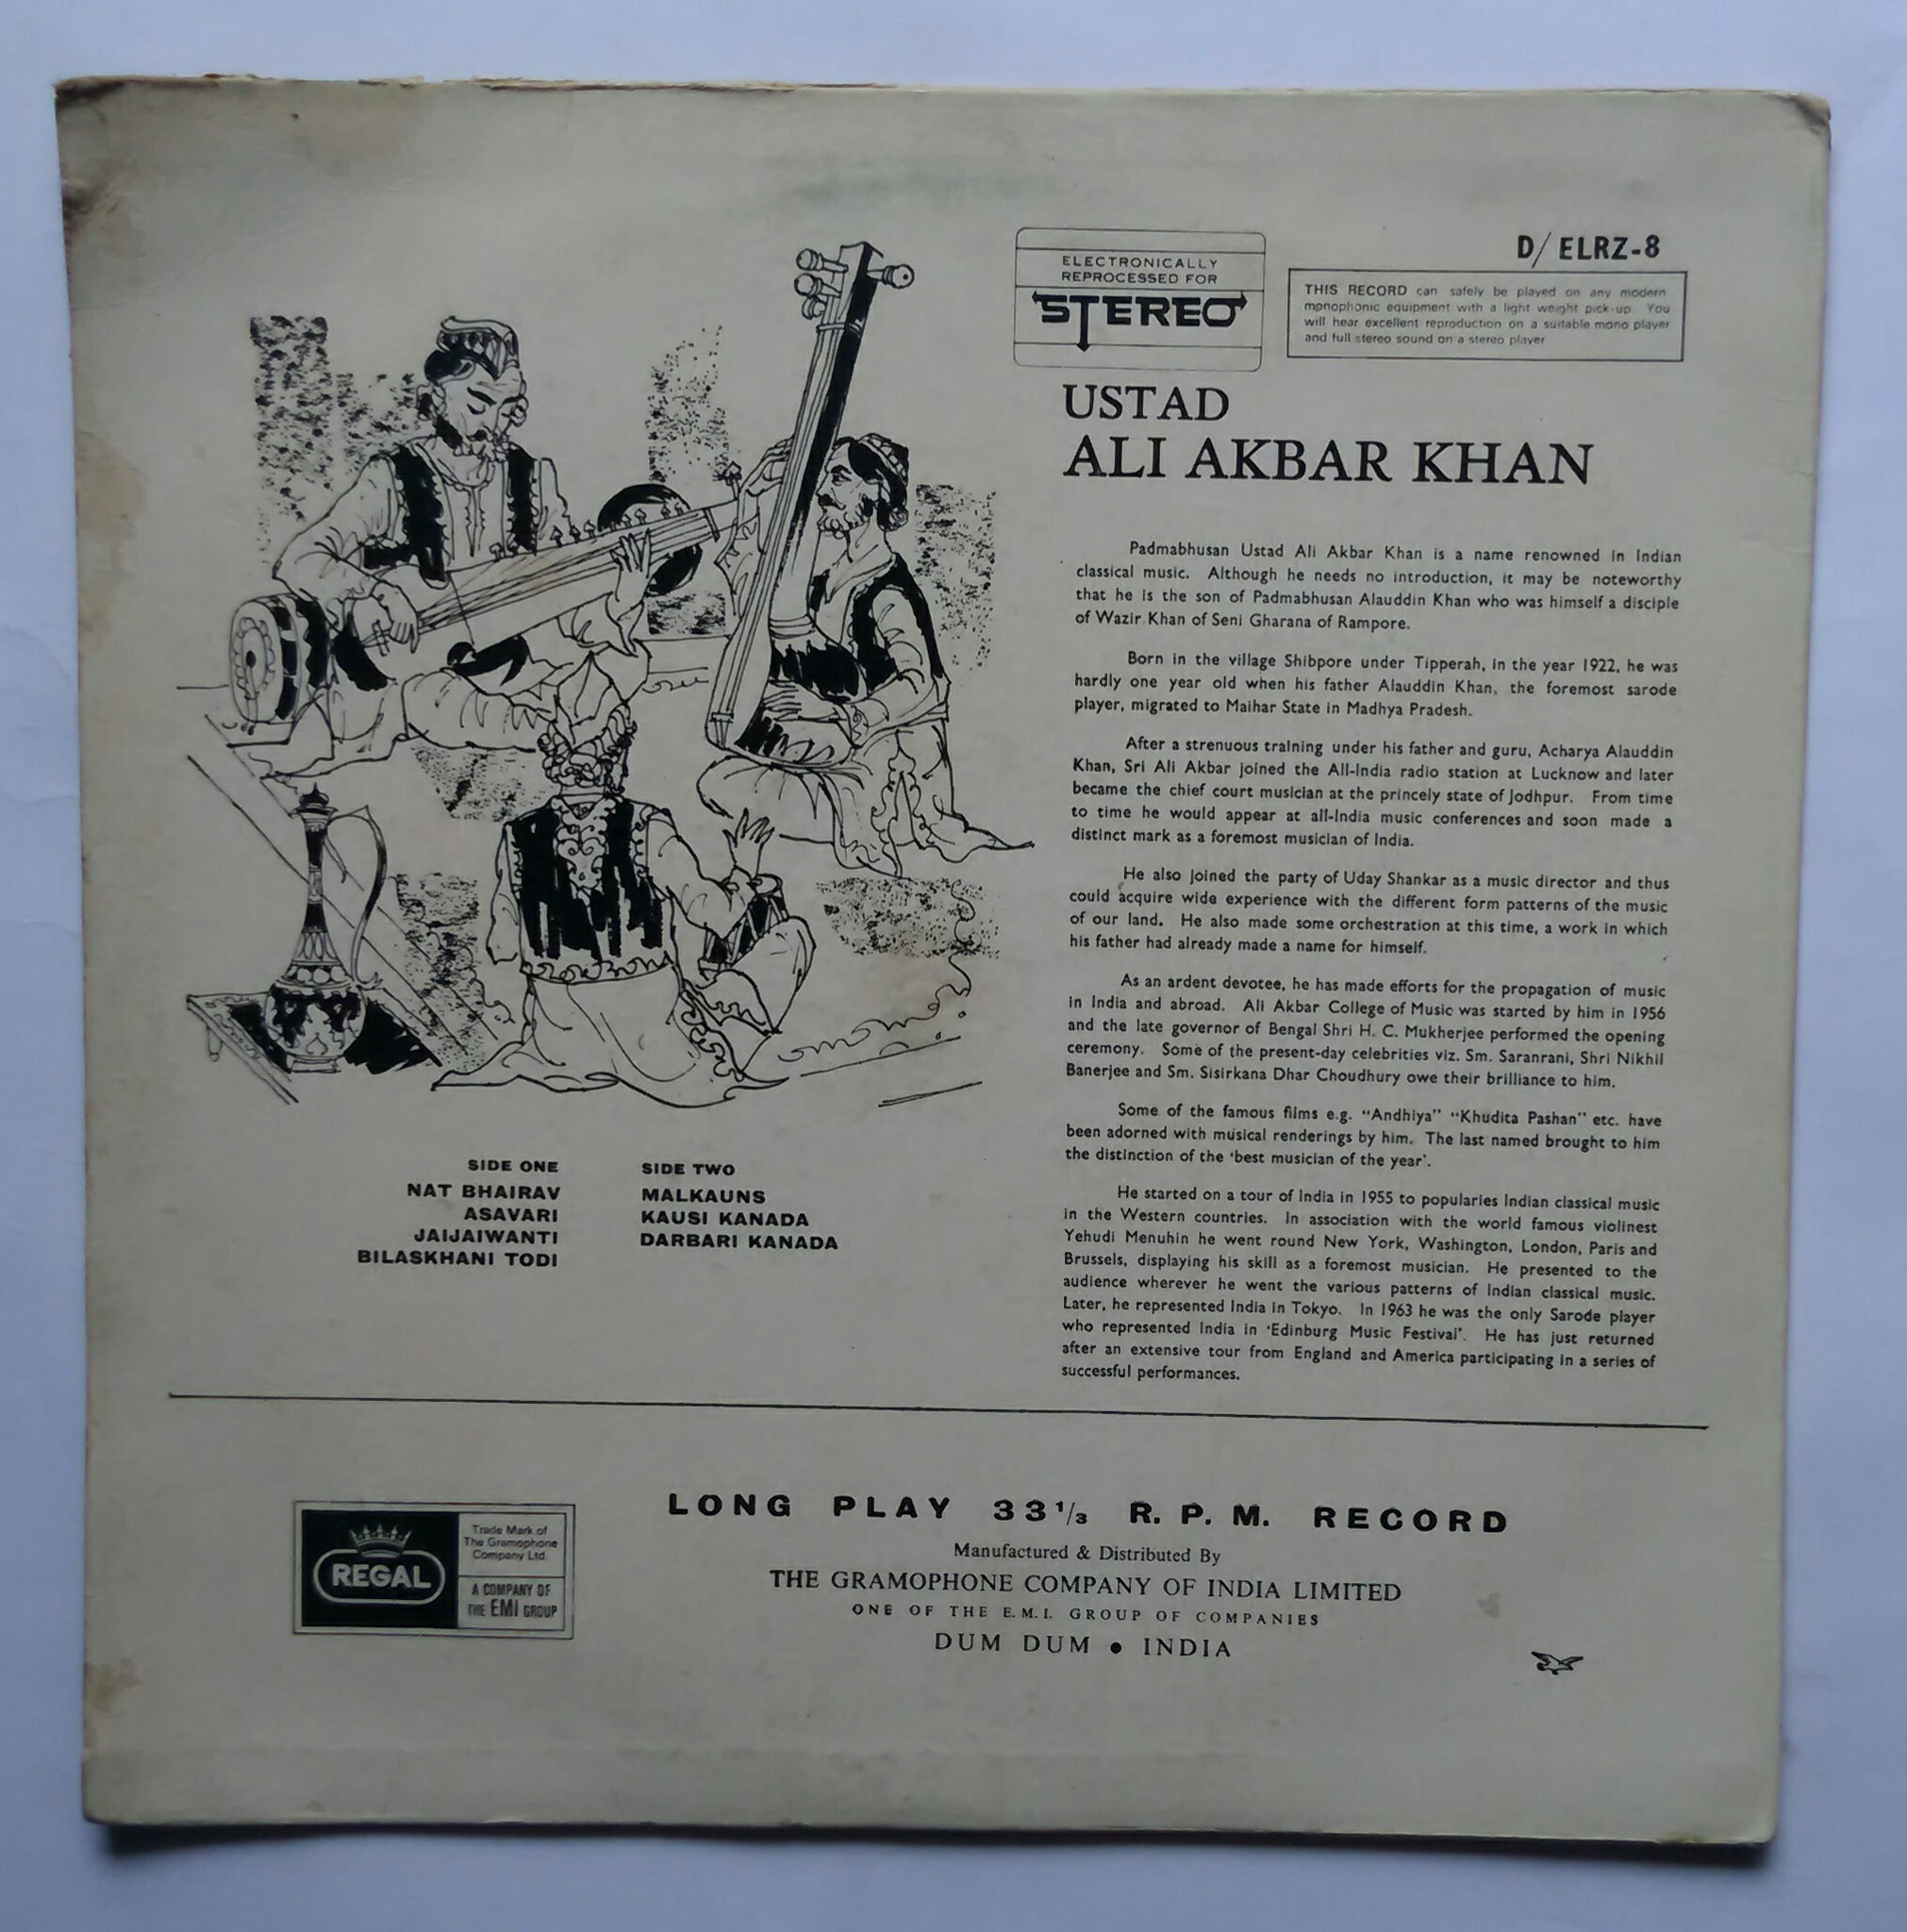 D/ ELRZ-8
ELECTRONICALLY
REPROCESSED FOR
STEREO
THIS RECORD can safely be played on any modern
monophonic equipment with a light weight pick-up. You
will hear excellent reproduction on a suitable mono player
and full stereo sound on a stereo player
USTAD
ALI AKBAR KHAN
Padmabhusan Ustad Ali Akbar Khan is a name renowned in Indian
classical music. Although he needs no introduction, it may be noteworthy
that he is the son of Padmabhusan Alauddin Khan who was himself a disciple
of Wazir Khan of Seni Gharana of Rampore.
Born in the village Shibpore under Tipperah, in the year 1922, he was
hardly one year old when his father Alauddin Khan, the foremost sarode
player, migrated to Maihar State in Madhya Pradesh.
After a strenuous training under his father and guru, Acharya Alauddin
Khan, Sri Ali Akbar joined the All-India radio station at Lucknow and later
became the chief court musician at the princely state of Jodhpur. From time
to time he would appear at all-India music conferences and soon made a
distinct mark as a foremost musician of India.
He also joined the party of Uday Shankar as a music director and thus
could acquire wide experience with the different form patterns of the music
of our land. He also made some orchestration at this time, a work in which
his father had already made a name for himself.
As an ardent devotee, he has made efforts for the propagation of music
in India and abroad. Ali Akbar College of Music was started by him in 1956
and the late governor of Bengal Shri H. C. Mukherjee performed the opening
ceremony. Some of the present-day celebrities viz. Sm. Saranrani, Shri Nikhil
Banerjee and Sm. Sisirkana Dhar Choudhury owe their brilliance to him.
Some of the famous films e.g. “Andhiya” “Khudita Pashan” etc. have
been adorned with musical renderings by him. The last named brought to him
the distinction of the ‘best musician of the year’.
He started on a tour of India in 1955 to popularies Indian classical music
in the Western countries. In association with the world famous violinest
Yehudi Menuhin he went round New York, Washington, London, Paris and
Brussels, displaying his skill as a foremost musician. He presented to the
audience wherever he went the various patterns of Indian classical music.
Later, he represented India in Tokyo. In 1963 he was the only Sarode player
who represented India in ‘Edinburg Music Festival’. He has just returned
after an extensive tour from England and America participating in a series of
successful performances.
SIDE ONE
NAT BHAIRAV
ASAVARI
JAIJAIWANTI
BILASKHANI TODI
SIDE TWO
MALKAUNS
KAUSI KANADA
DARBARI KANADA
REGAL
Trade Mark of
The Gramophone
Company Ltd.
A COMPANY OF
THE EMI GROUP
LONG PLAY 33 1/3 R. P. M. RECORD
Manufactured & Distributed By
THE GRAMOPHONE COMPANY OF INDIA LIMITED
ONE OF THE E.M.I. GROUP OF COMPANIES
DUM DUM ● INDIA